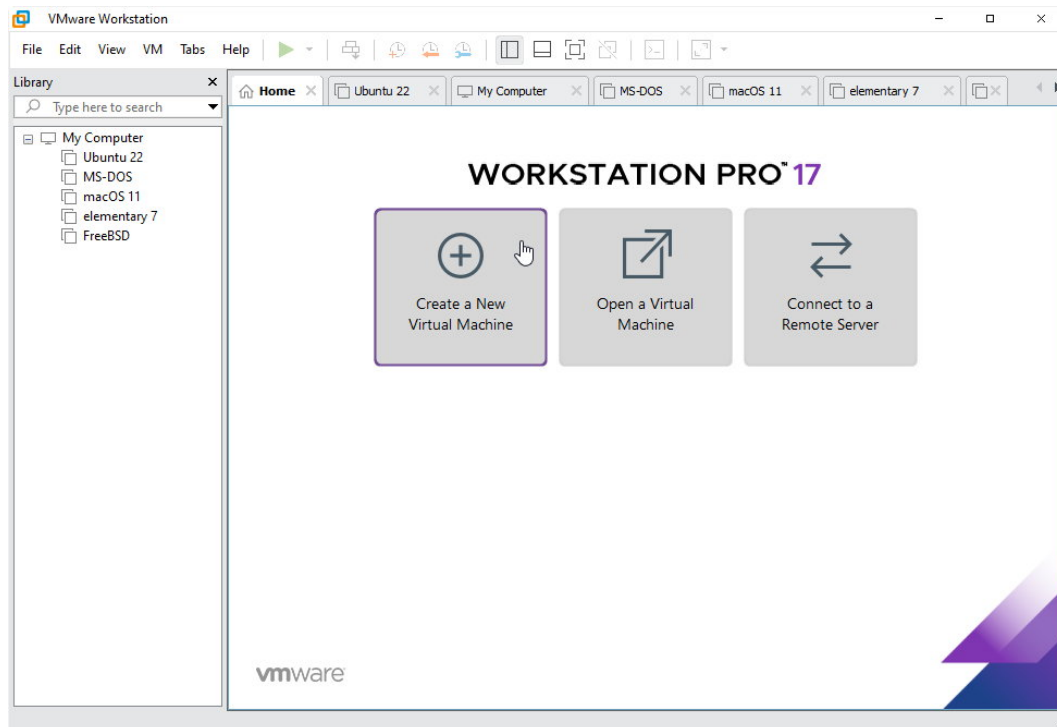 VMware Workstation
File Edit View VM Tabs Help
Library
Type here to search
My Computer
Ubuntu 22
MS-DOS
macOS 11
elementary 7
FreeBSD
Home Ubuntu 22 My Computer MS-DOS macOS 11 elementary 7
WORKSTATION PRO™ 17
Create a New
Virtual Machine
Open a Virtual
Machine
Connect to a
Remote Server
vmware